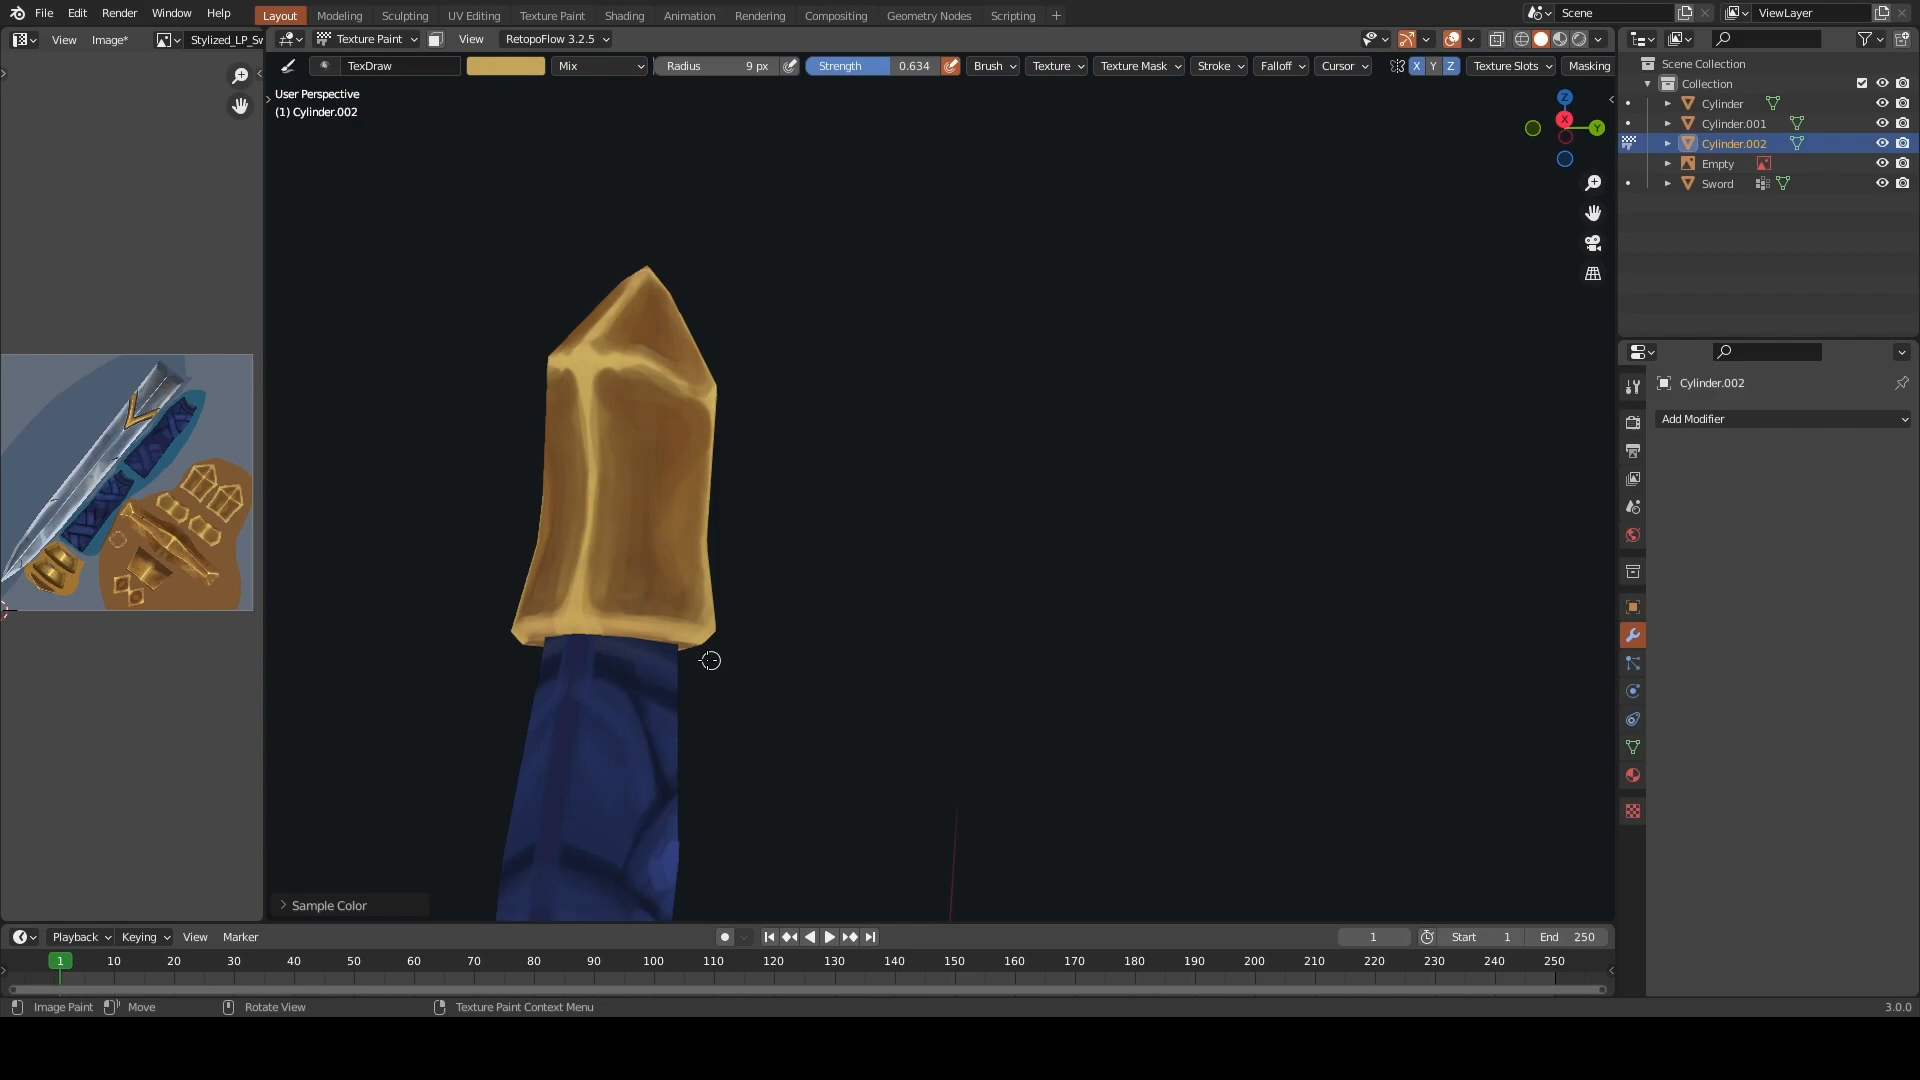 File Edit Render Window Help
Layout Modeling Sculpting UV Editing Texture Paint Shading Animation Rendering Compositing Geometry Nodes Scripting +
Scene ViewLayer
View Image* Stylized_LP_Sw
Texture Paint View RetopoFlow 3.2.5
TexDraw Mix Radius 9 px Strength 0.634 Brush Texture Texture Mask Stroke Falloff Cursor X Y Z Texture Slots Masking
User Perspective
(1) Cylinder.002
Z
X
Y
Scene Collection
Collection
Cylinder
Cylinder.001
Cylinder.002
Empty
Sword
Cylinder.002
Add Modifier
Sample Color
Playback Keying View Marker 1 Start 1 End 250
1 10 20 30 40 50 60 70 80 90 100 110 120 130 140 150 160 170 180 190 200 210 220 230 240 250
Image Paint Move Rotate View Texture Paint Context Menu 3.0.0